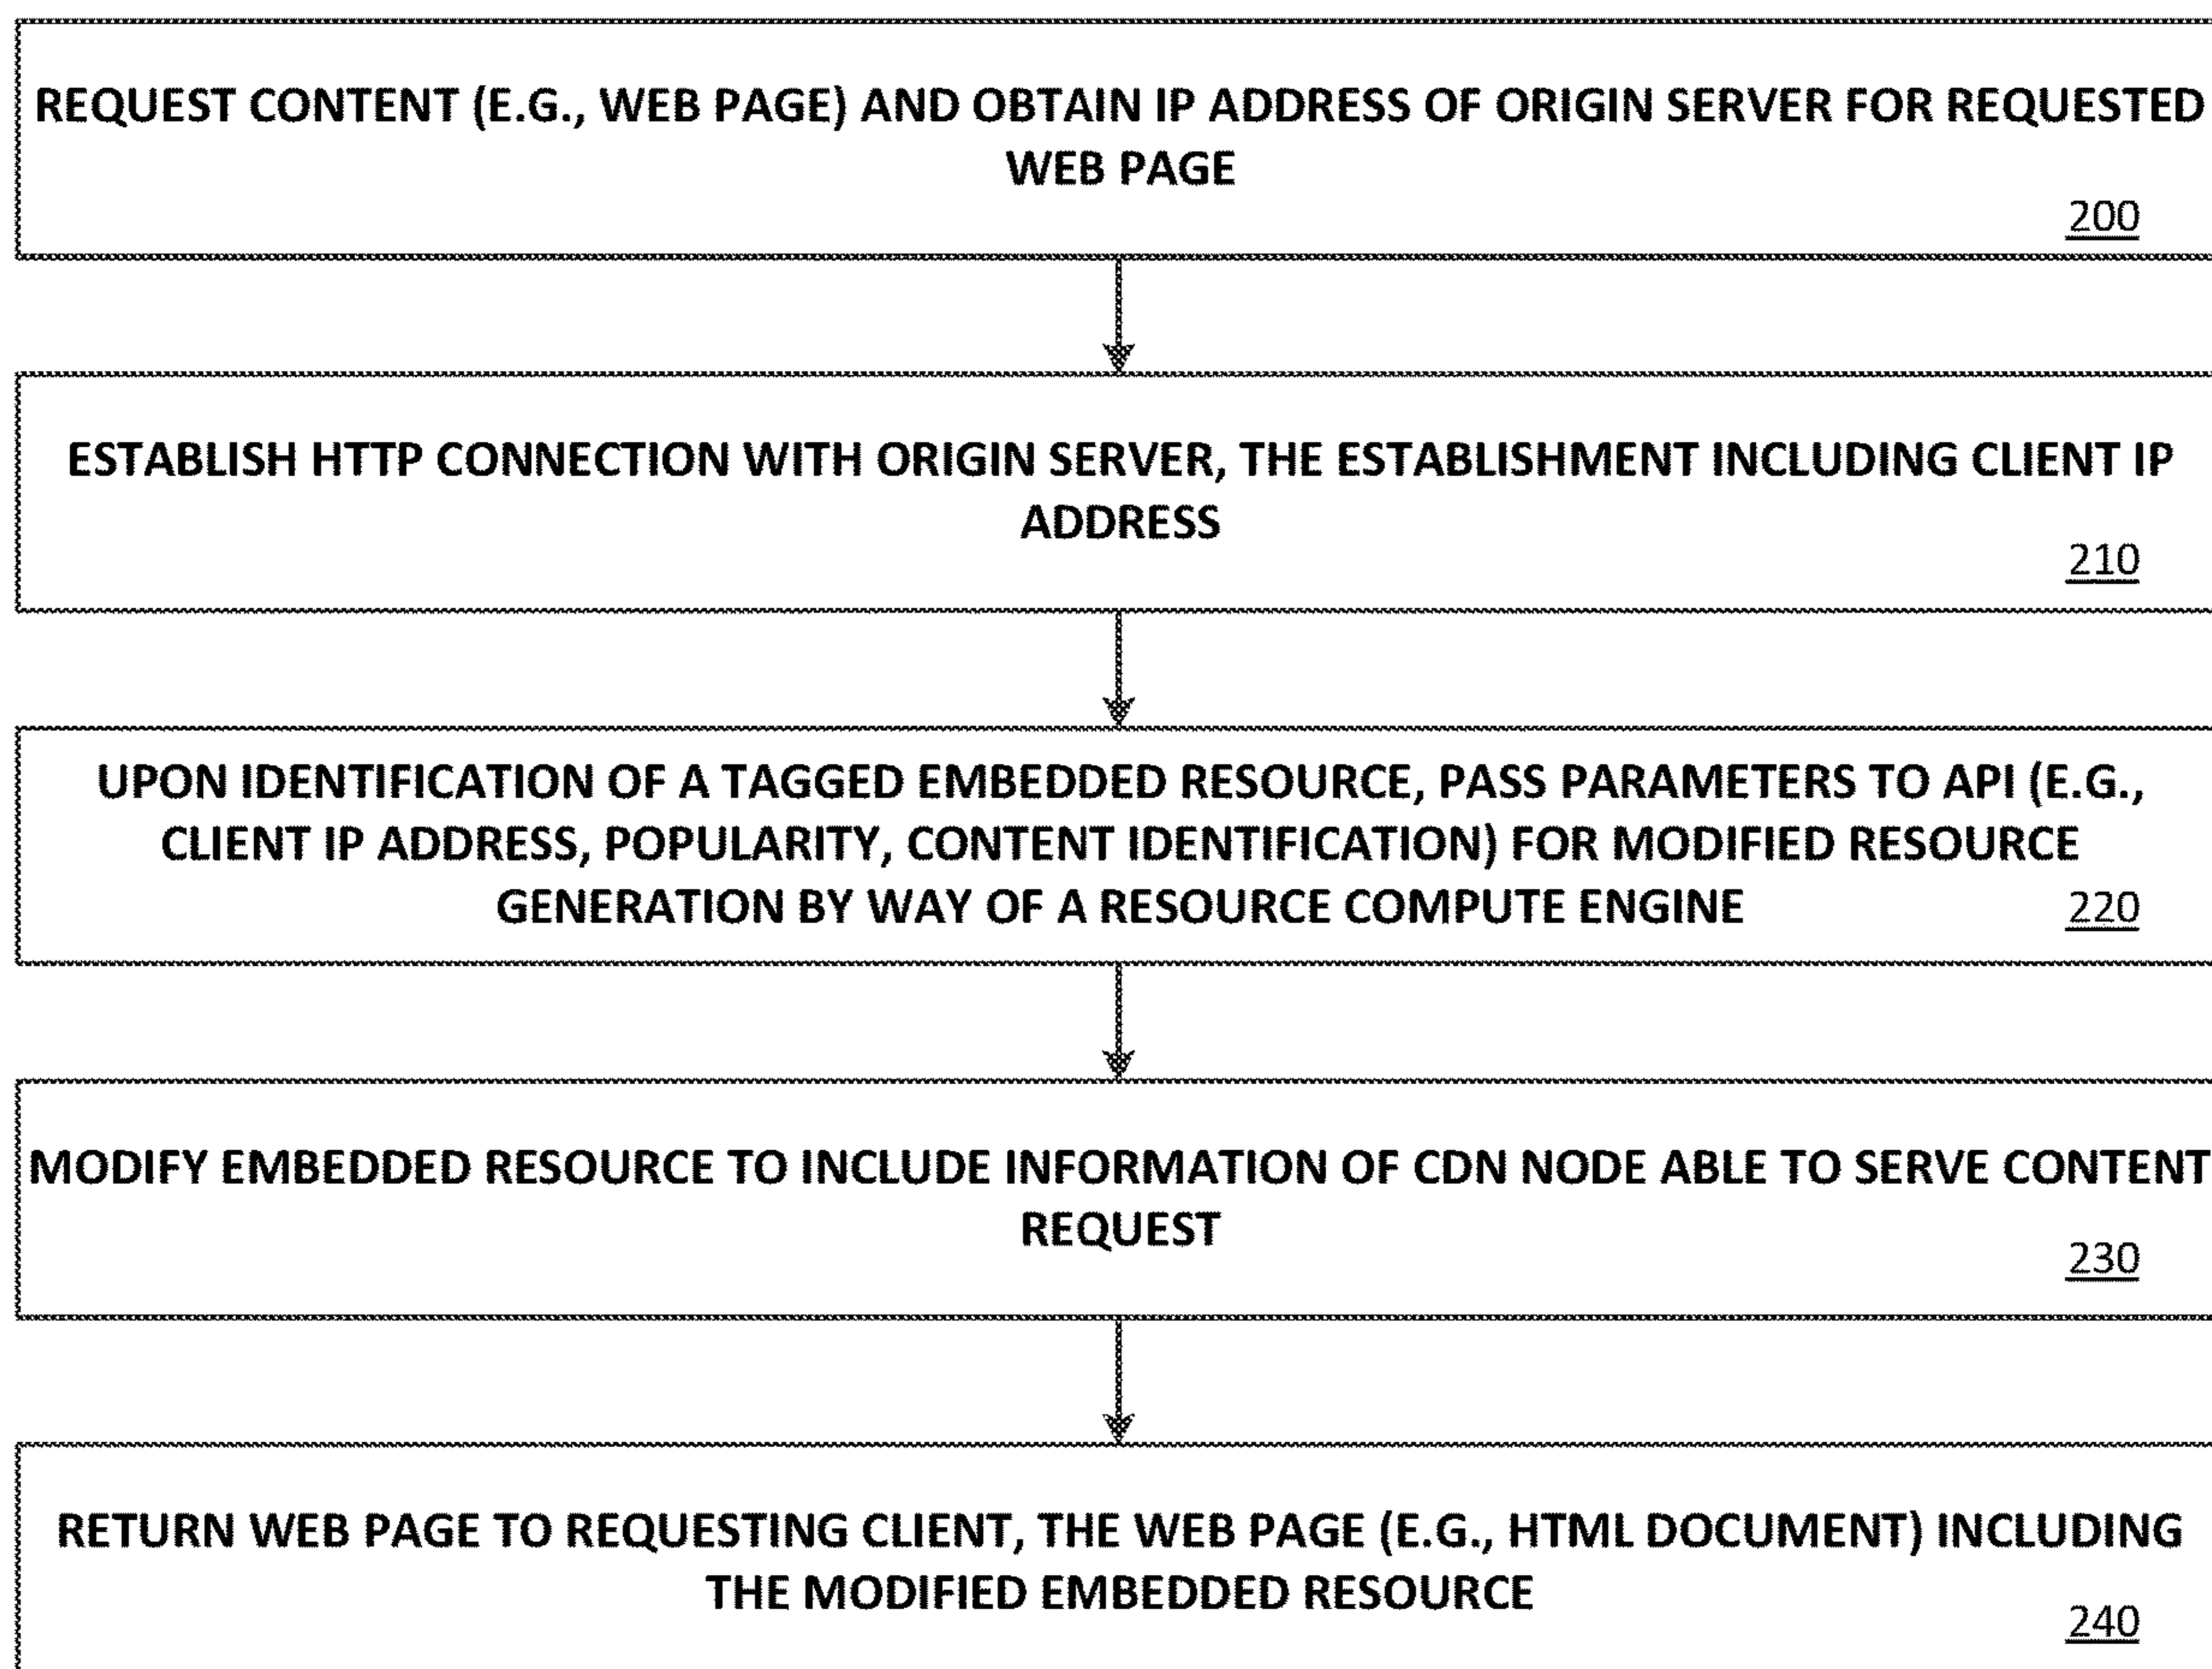 REQUEST CONTENT (E.G., WEB PAGE) AND OBTAIN IP ADDRESS OF ORIGIN SERVER FOR REQUESTED
WEB PAGE
200
ESTABLISH HTTP CONNECTION WITH ORIGIN SERVER, THE ESTABLISHMENT INCLUDING CLIENT IP
ADDRESS
210
UPON IDENTIFICATION OF A TAGGED EMBEDDED RESOURCE, PASS PARAMETERS TO API (E.G.,
CLIENT IP ADDRESS, POPULARITY, CONTENT IDENTIFICATION) FOR MODIFIED RESOURCE
GENERATION BY WAY OF A RESOURCE COMPUTE ENGINE 220
MODIFY EMBEDDED RESOURCE TO INCLUDE INFORMATION OF CDN NODE ABLE TO SERVE CONTENT
REQUEST
230
RETURN WEB PAGE TO REQUESTING CLIENT, THE WEB PAGE (E.G., HTML DOCUMENT) INCLUDING
THE MODIFIED EMBEDDED RESOURCE
240